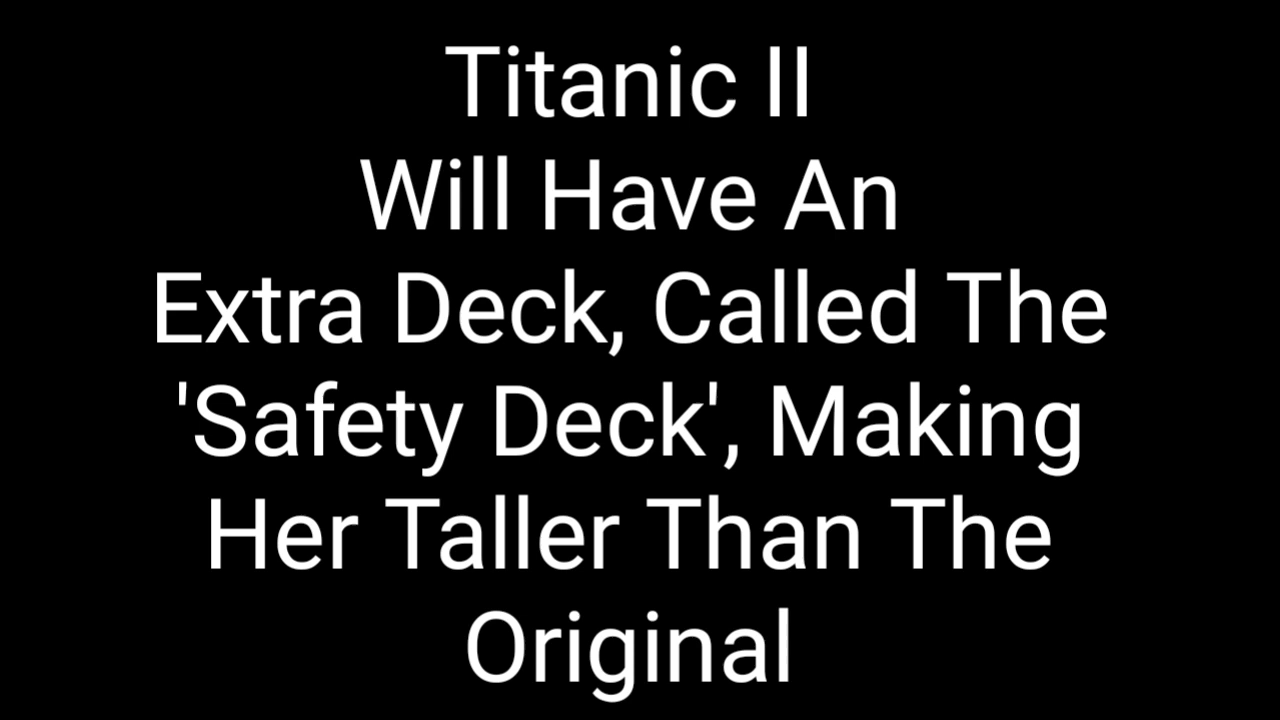 Titanic II
Will Have An
Extra Deck, Called The
'Safety Deck', Making
Her Taller Than The
Original